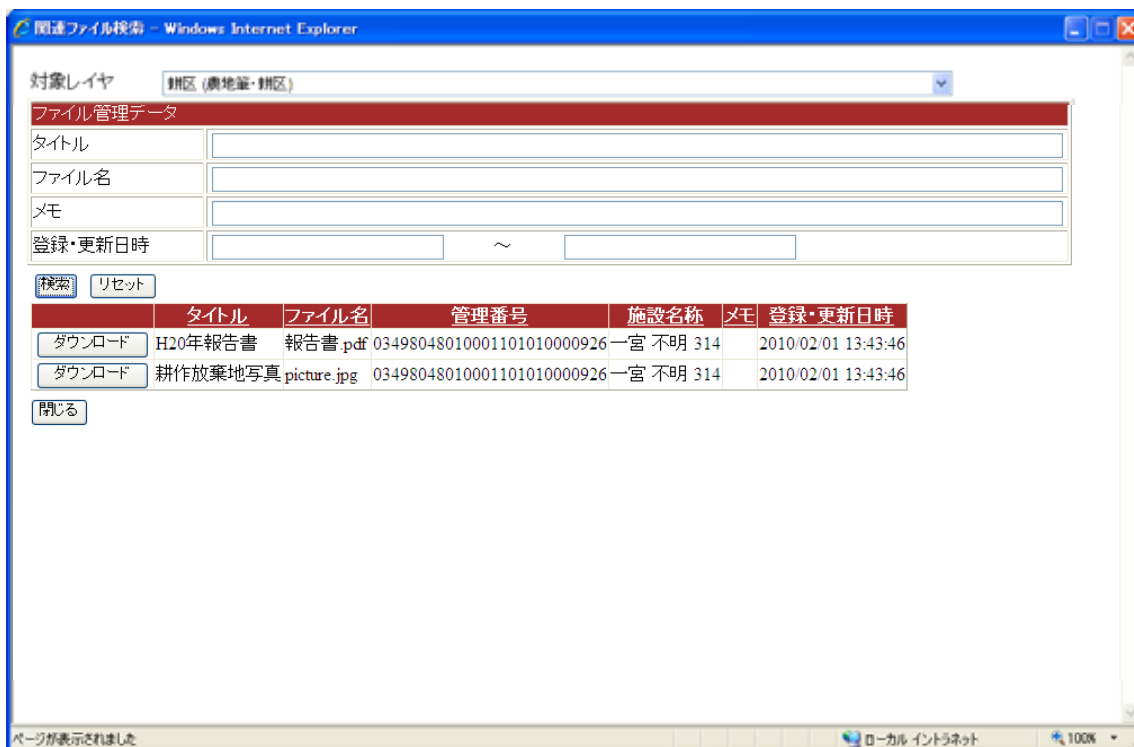 関連ファイル検索 - Windows Internet Explorer
対象レイヤ 耕区 (農地筆・耕区)
ファイル管理データ
タイトル
ファイル名
メモ
登録・更新日時 ～
検索 リセット
タイトル ファイル名 管理番号 施設名称 メモ 登録・更新日時
ダウンロード H20年報告書 報告書.pdf 03498048010001101010000926 一宮 不明 314 2010/02/01 13:43:46
ダウンロード 耕作放棄地写真 picture.jpg 03498048010001101010000926 一宮 不明 314 2010/02/01 13:43:46
閉じる
ページが表示されました ローカル イントラネット 100%